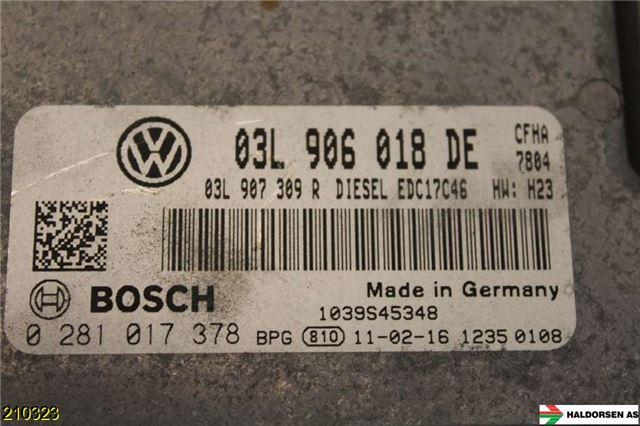 03L 906 018 DE CFHA
7804
03L 907 309 R DIESEL EDC17C46 HW: H23
BOSCH
Made in Germany
1039S45348
0 281 017 378 BPG 810 11-02-16 1235 0108
210323
HALDORSEN AS